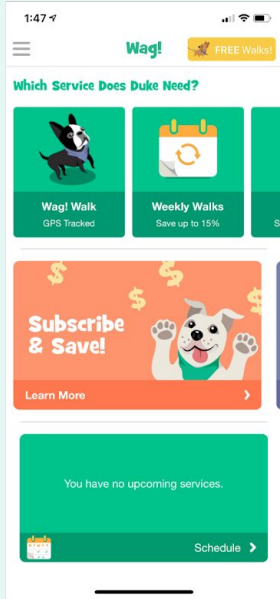 1:47
Wag!
FREE Walks!
Which Service Does Duke Need?
Wag! Walk
GPS Tracked
Weekly Walks
Save up to 15%
S
Subscribe
& Save!
Learn More
You have no upcoming services.
Schedule